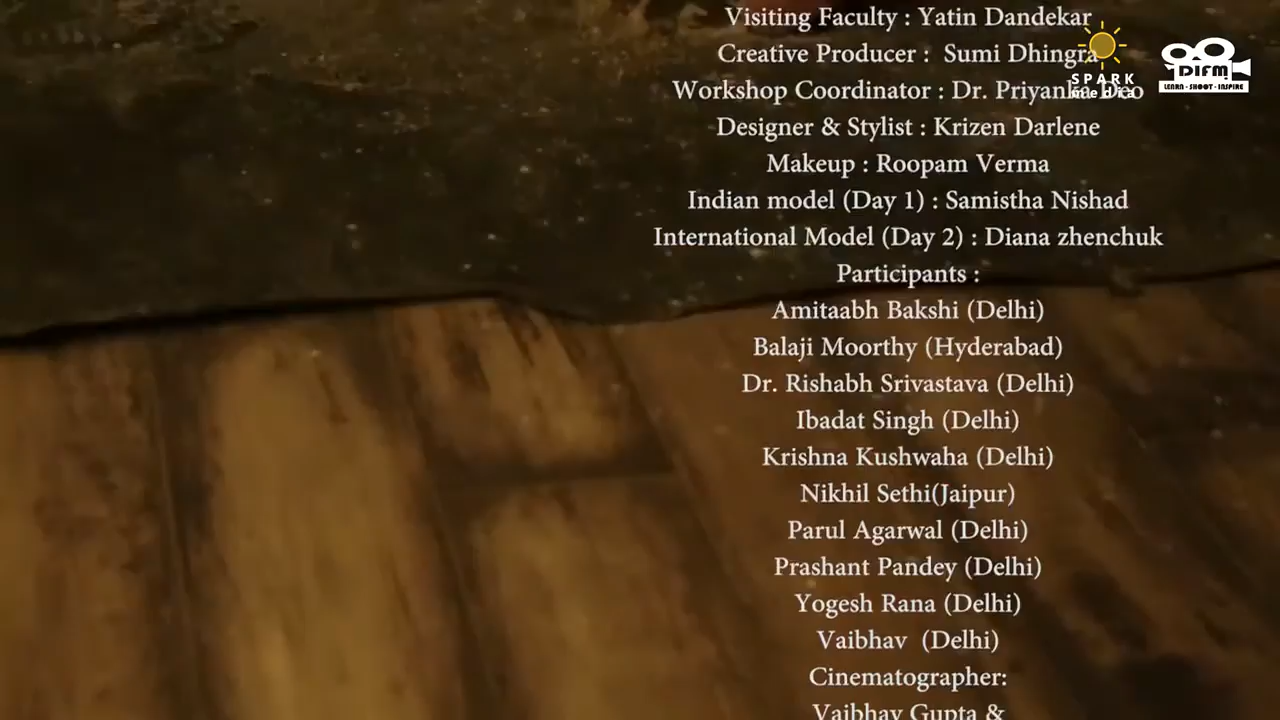 Visiting Faculty : Yatin Dandekar
Creative Producer : Sumi Dhingra
Workshop Coordinator : Dr. Priyanka Deo
SPARK
media
DIFM
LEARN - SHOOT - INSPIRE
Designer & Stylist : Krizen Darlene
Makeup : Roopam Verma
Indian model (Day 1) : Samistha Nishad
International Model (Day 2) : Diana zhenchuk
Participants :
Amitaabh Bakshi (Delhi)
Balaji Moorthy (Hyderabad)
Dr. Rishabh Srivastava (Delhi)
Ibadat Singh (Delhi)
Krishna Kushwaha (Delhi)
Nikhil Sethi(Jaipur)
Parul Agarwal (Delhi)
Prashant Pandey (Delhi)
Yogesh Rana (Delhi)
Vaibhav (Delhi)
Cinematographer:
Vaibhav Gupta &